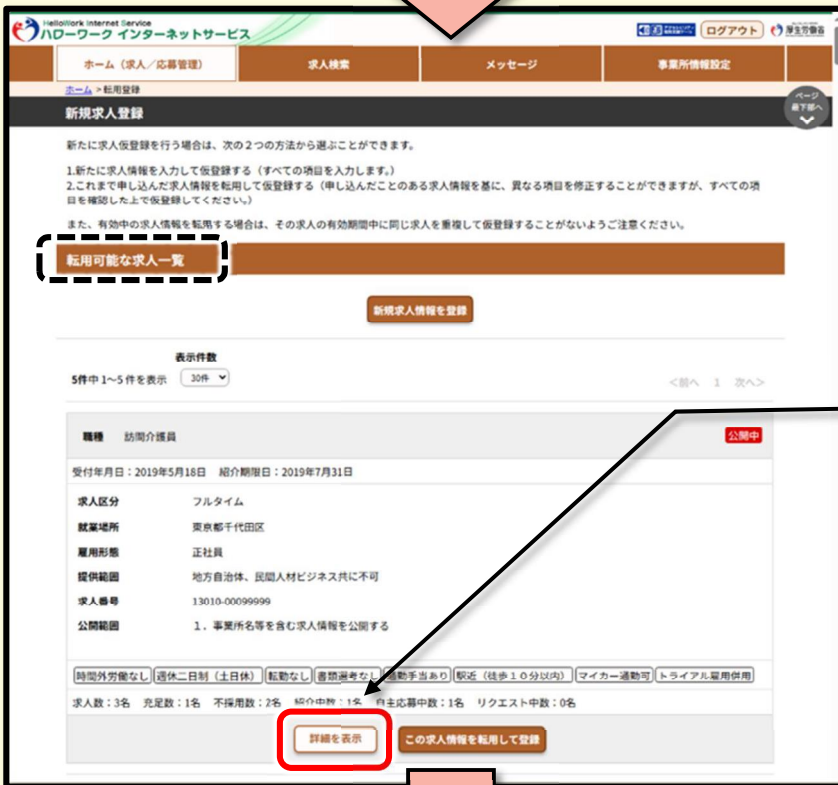 HelloWork Internet Service
ハローワーク インターネットサービス
ログアウト
厚生労働省
ホーム（求人／応募管理）
求人検索
メッセージ
事業所情報設定
ホーム > 転用登録
ページ
最下部へ
新規求人登録
新たに求人仮登録を行う場合は、次の２つの方法から選ぶことができます。
1.新たに求人情報を入力して仮登録する（すべての項目を入力します。）
2.これまで申し込んだ求人情報を転用して仮登録する（申し込んだことのある求人情報を基に、異なる項目を修正することができますが、すべての項
目を確認した上で仮登録してください。）
また、有効中の求人情報を転用する場合は、その求人の有効期間中に同じ求人を重複して仮登録することがないようご注意ください。
転用可能な求人一覧
新規求人情報を登録
表示件数
5件中 1～5 件を表示
30件
＜前へ 1 次へ＞
職種 訪問介護員
公開中
受付年月日：2019年5月18日 紹介期限日：2019年7月31日
求人区分 フルタイム
就業場所 東京都千代田区
雇用形態 正社員
提供範囲 地方自治体、民間人材ビジネス共に不可
求人番号 13010-00099999
公開範囲 １．事業所名等を含む求人情報を公開する
時間外労働なし 週休二日制（土日休） 転勤なし 書類選考なし 通勤手当あり 駅近（徒歩１０分以内） マイカー通勤可 トライアル雇用併用
求人数：3名 充足数：1名 不採用数：2名 紹介中数：1名 自主応募中数：1名 リクエスト中数：0名
詳細を表示
この求人情報を転用して登録